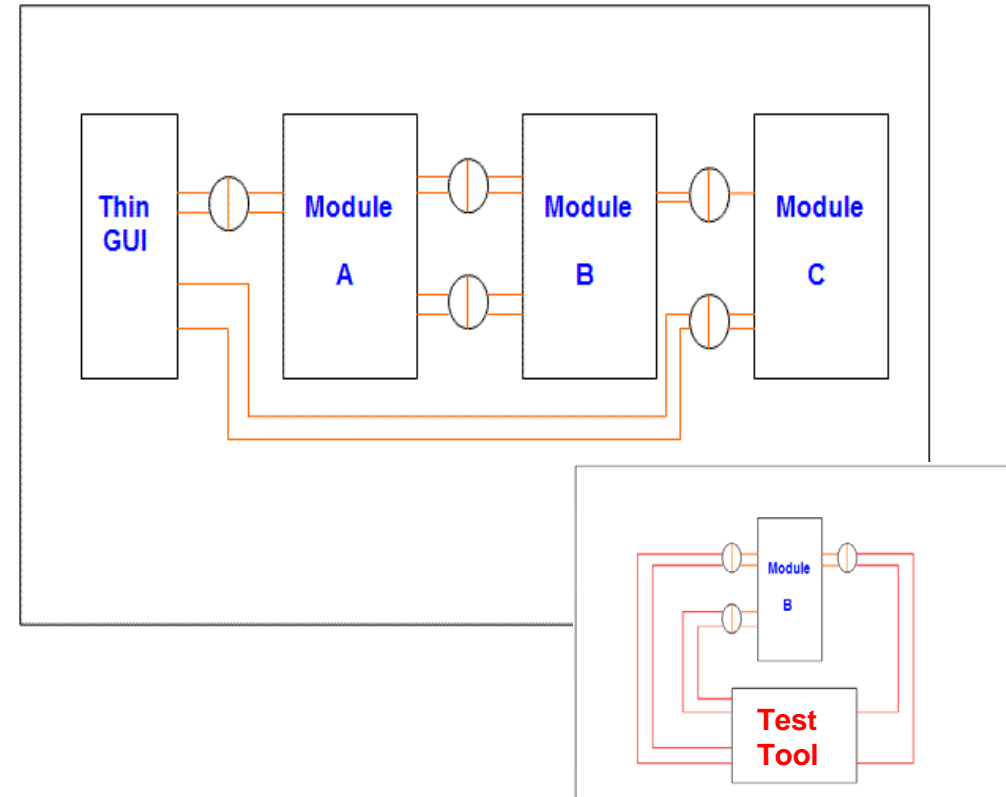 Thin
GUI
Module
A
Module
B
Module
C
Module
B
Test
Tool